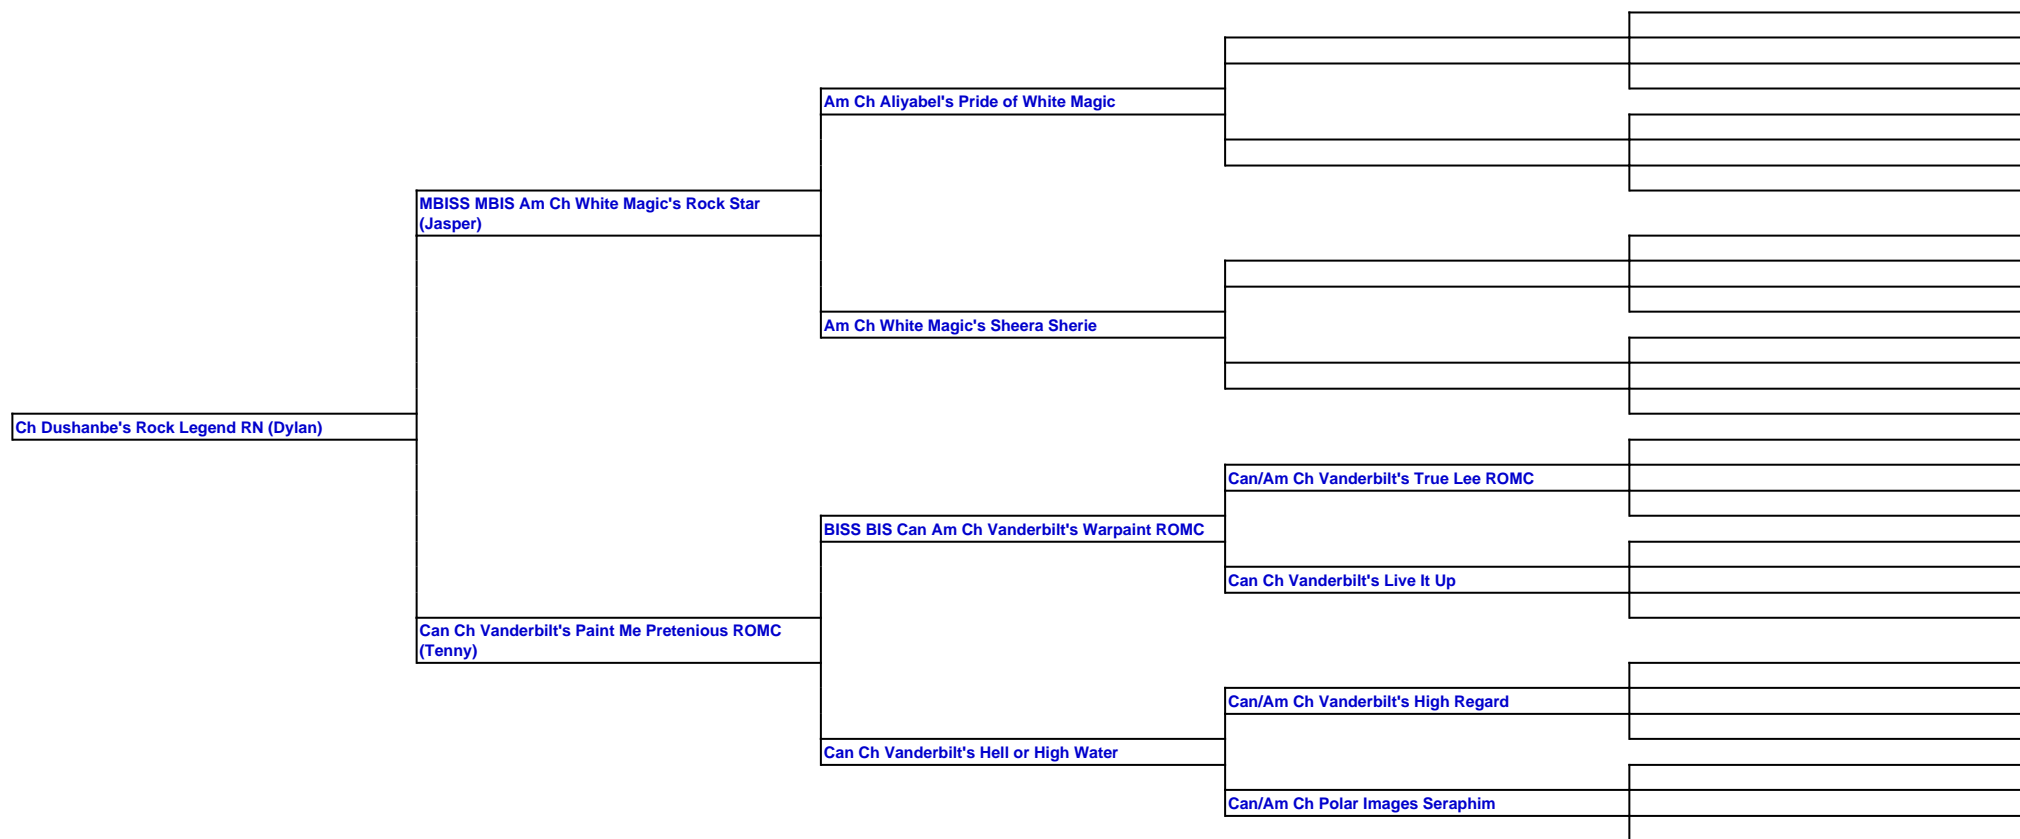 Am Ch Aliyabel's Pride of White Magic
MBISS MBIS Am Ch White Magic's Rock Star
(Jasper)
Am Ch White Magic's Sheera Sherie
Ch Dushanbe's Rock Legend RN (Dylan)
Can/Am Ch Vanderbilt's True Lee ROMC
BISS BIS Can Am Ch Vanderbilt's Warpaint ROMC
Can Ch Vanderbilt's Live It Up
Can Ch Vanderbilt's Paint Me Pretenious ROMC
(Tenny)
Can/Am Ch Vanderbilt's High Regard
Can Ch Vanderbilt's Hell or High Water
Can/Am Ch Polar Images Seraphim